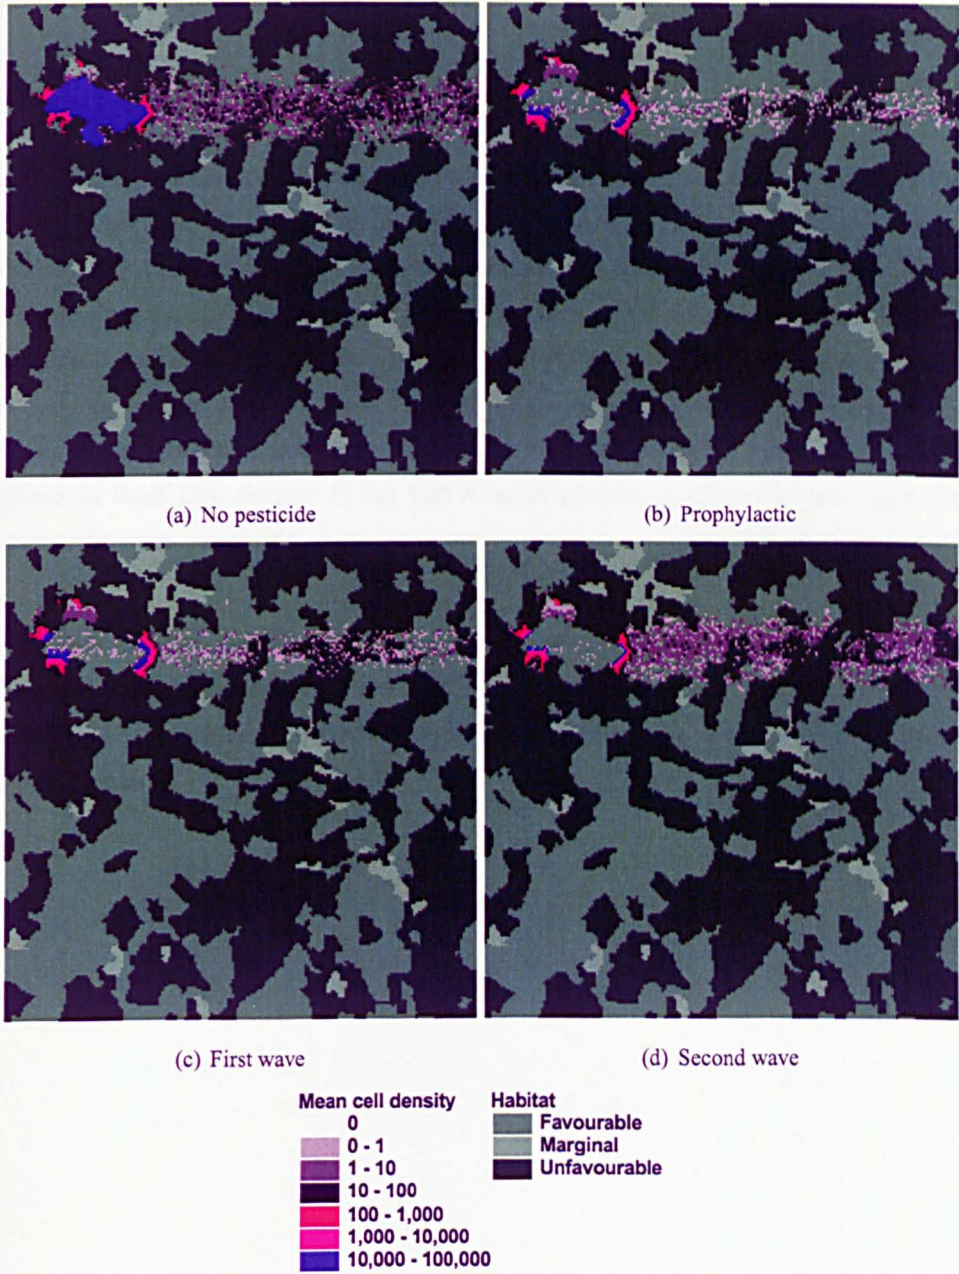 (a) No pesticide
(b) Prophylactic
(c) First wave
(d) Second wave
Mean cell density
0
0 - 1
1 - 10
10 - 100
100 - 1,000
1,000 - 10,000
10,000 - 100,000
Habitat
Favourable
Marginal
Unfavourable